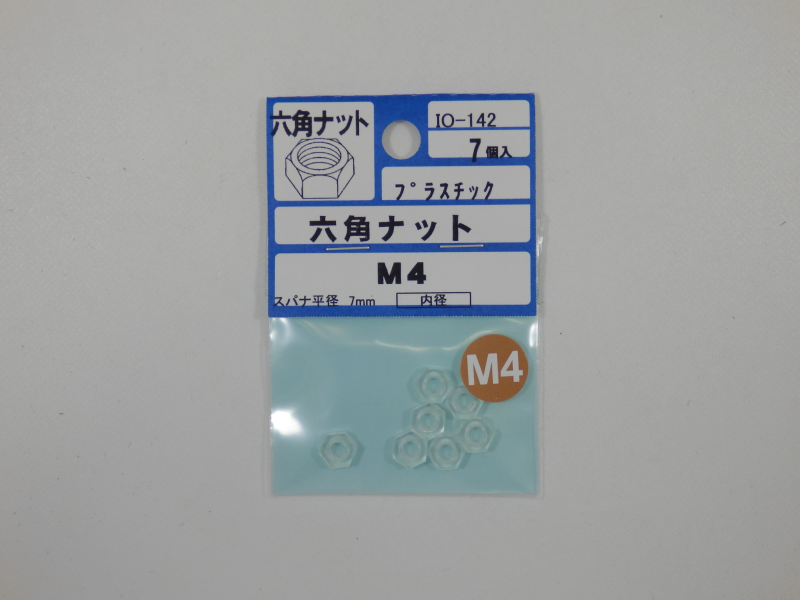 六角ナット
IO-142
7個入
プラスチック
六角ナット
M4
スパナ平径 7mm 内径
M4